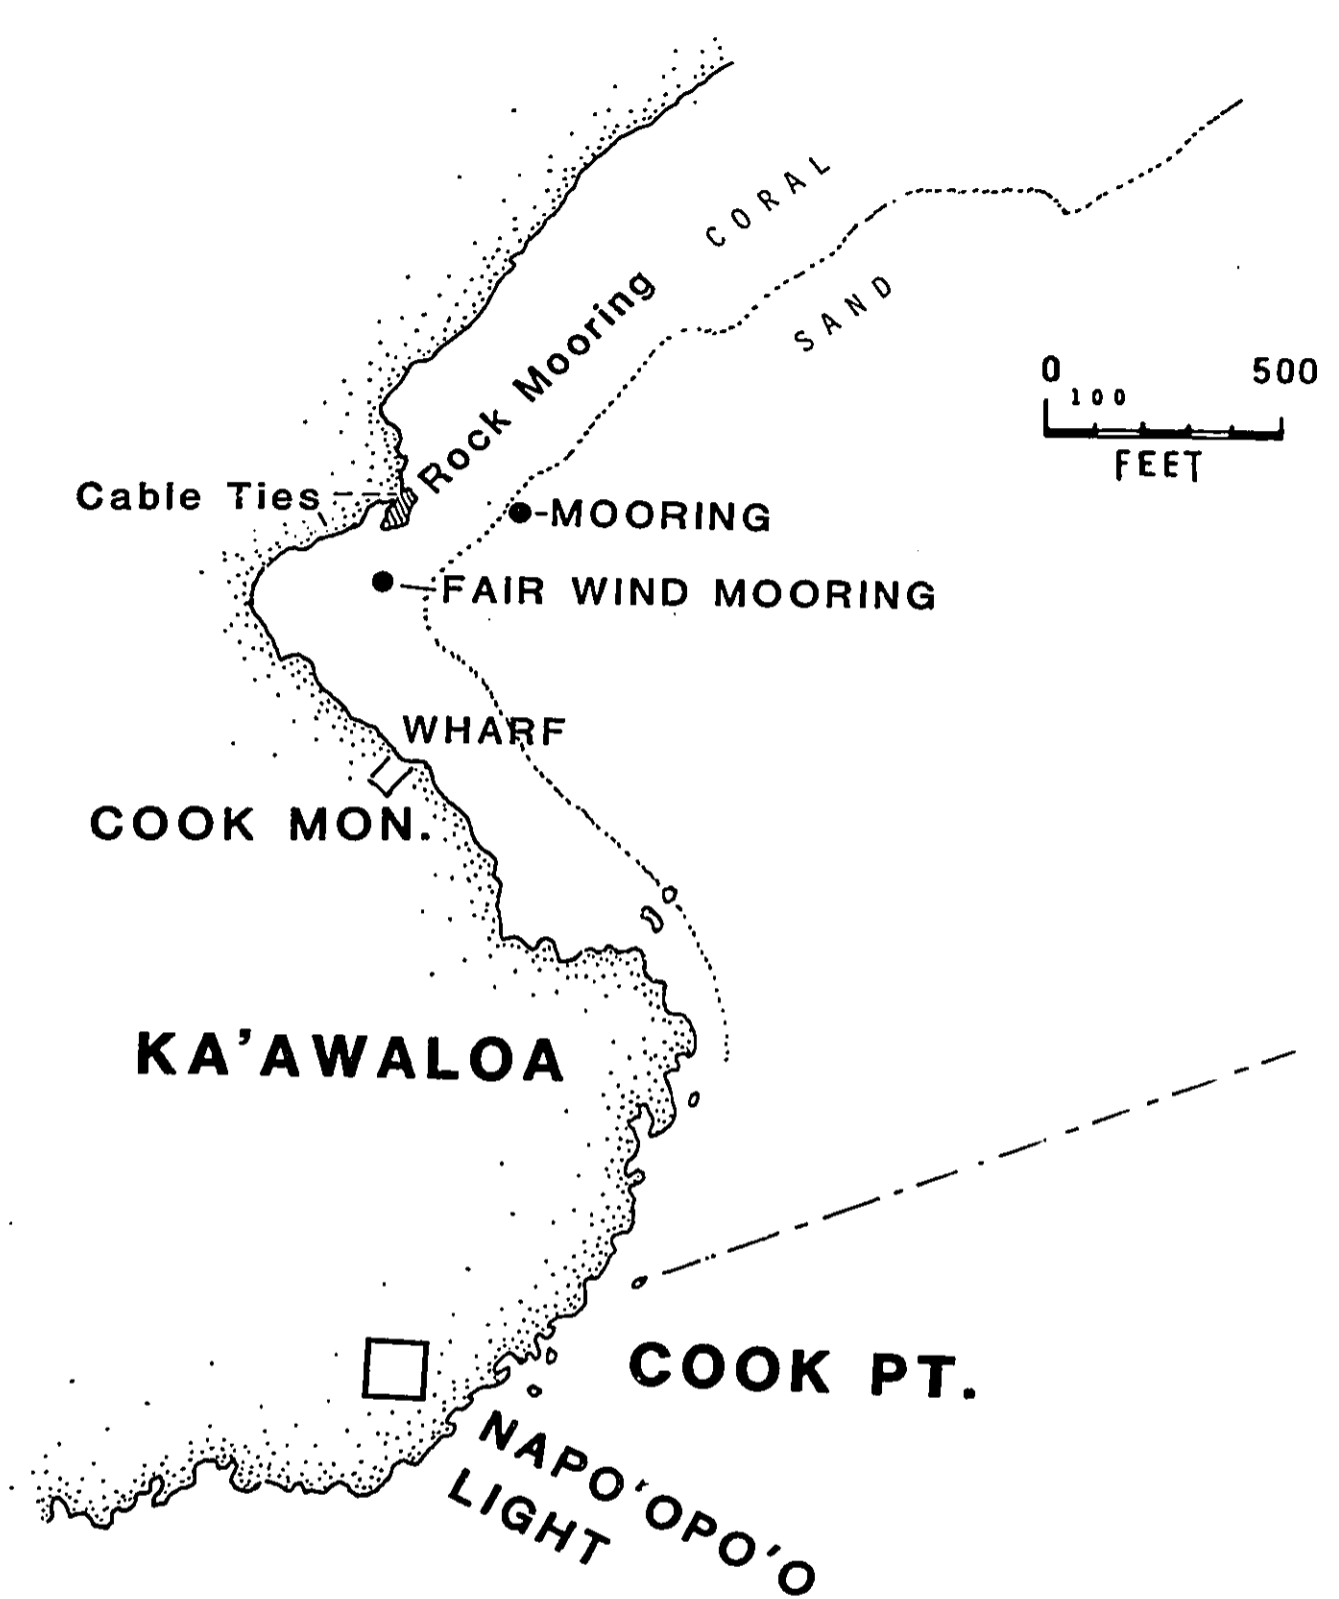 CORAL
SAND
Rock Mooring
0 500
100
FEET
Cable Ties
MOORING
FAIR WIND MOORING
WHARF
COOK MON.
KA'AWALOA
COOK PT.
NAPO'OPO'O
LIGHT